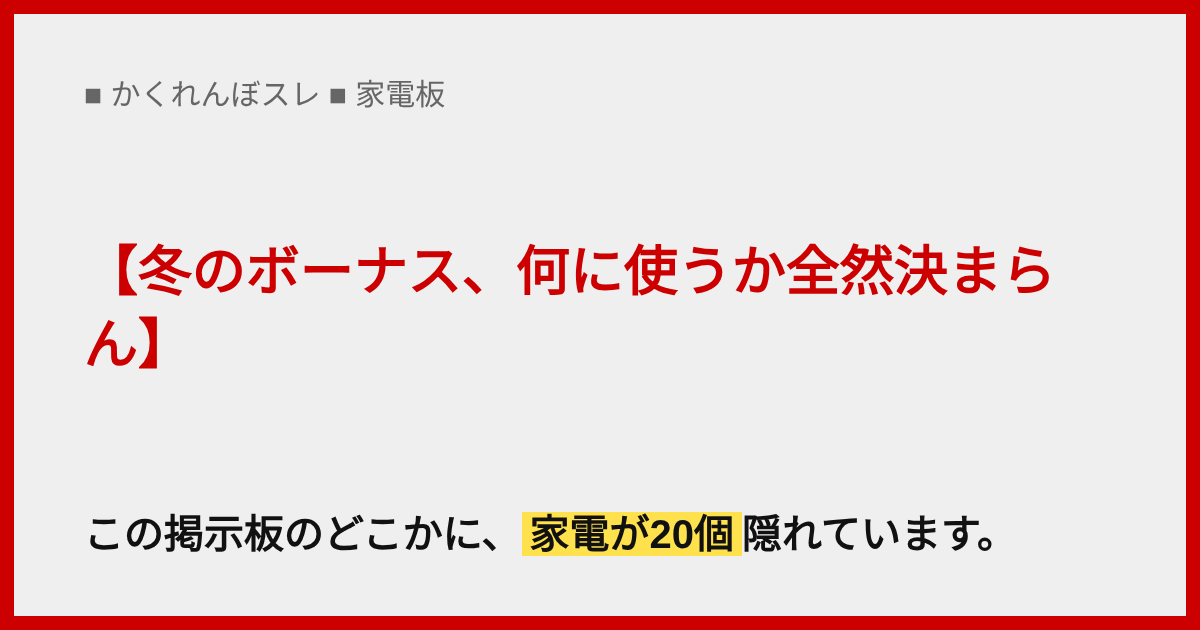 ■ かくれんぼスレ ■ 家電板
【冬のボーナス、何に使うか全然決まら
ん】
この掲示板のどこかに、家電が20個隠れています。